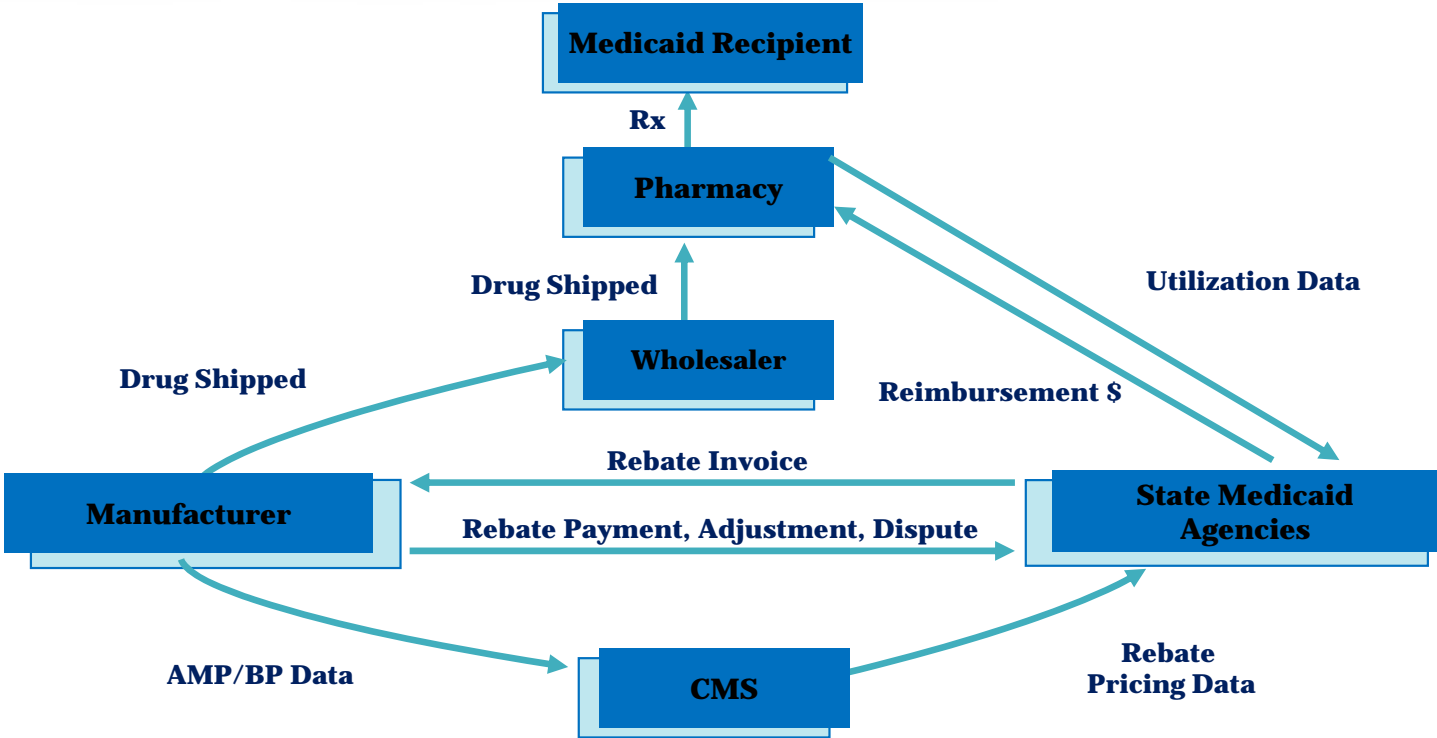 Medicaid Recipient
Rx
Pharmacy
Drug Shipped
Utilization Data
Wholesaler
Drug Shipped
Reimbursement $
Rebate Invoice
Manufacturer
State Medicaid
Agencies
Rebate Payment, Adjustment, Dispute
AMP/BP Data
CMS
Rebate
Pricing Data